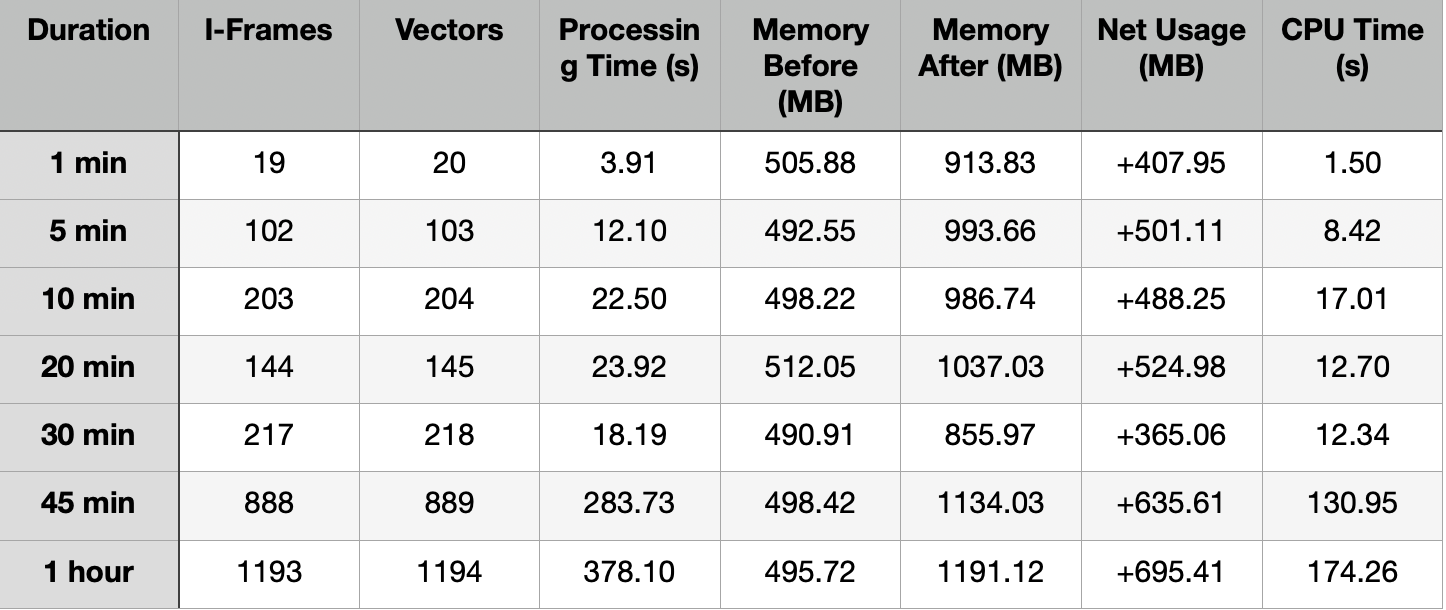 Duration I-Frames Vectors Processin Memory Memory Net Usage CPU Time
g Time (s) Before After (MB) (MB) (s)
(MB)
1 min 19 20 3.91 505.88 913.83 +407.95 1.50
5 min 102 103 12.10 492.55 993.66 +501.11 8.42
10 min 203 204 22.50 498.22 986.74 +488.25 17.01
20 min 144 145 23.92 512.05 1037.03 +524.98 12.70
30 min 217 218 18.19 490.91 855.97 +365.06 12.34
45 min 888 889 283.73 498.42 1134.03 +635.61 130.95
1 hour 1193 1194 378.10 495.72 1191.12 +695.41 174.26